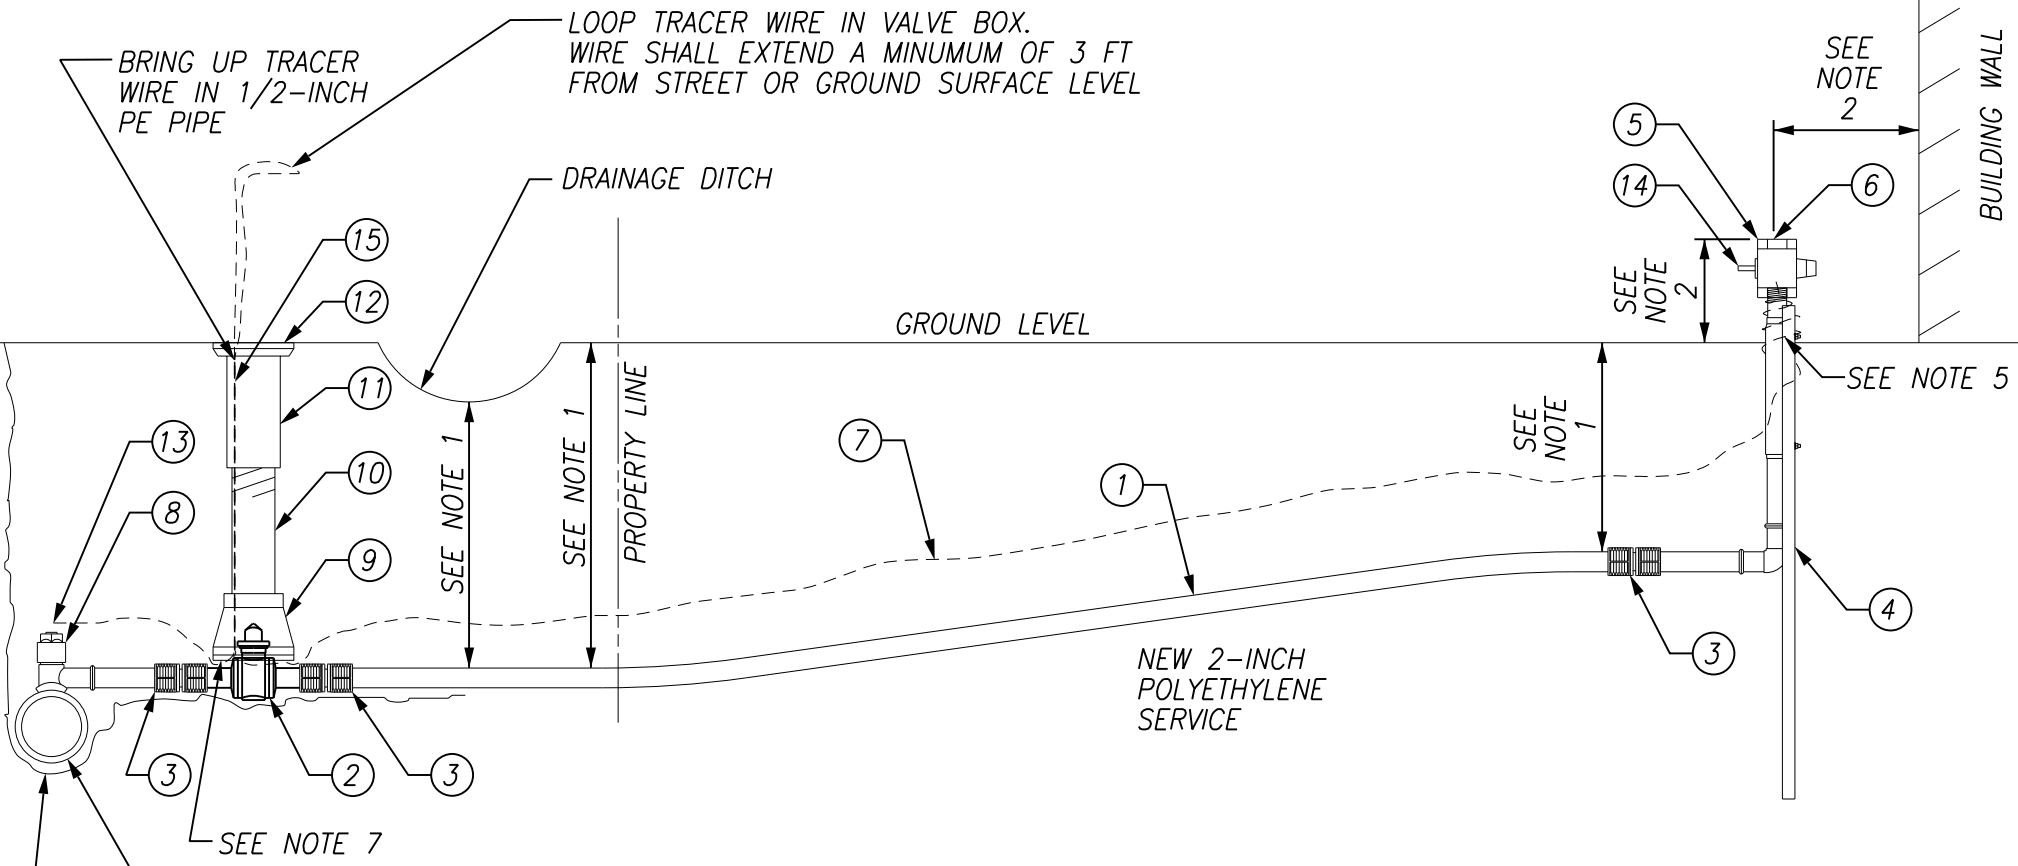 LOOP TRACER WIRE IN VALVE BOX.
WIRE SHALL EXTEND A MINUMUM OF 3 FT
FROM STREET OR GROUND SURFACE LEVEL
BRING UP TRACER
WIRE IN 1/2-INCH
PE PIPE
SEE
NOTE
2
BUILDING WALL
5
14
6
DRAINAGE DITCH
15
12
SEE
NOTE
2
GROUND LEVEL
11
SEE NOTE 5
13
10
8
9
SEE NOTE 1
SEE NOTE 1
PROPERTY LINE
7
1
SEE
NOTE
1
4
3
NEW 2-INCH
POLYETHYLENE
SERVICE
3
2
3
SEE NOTE 7